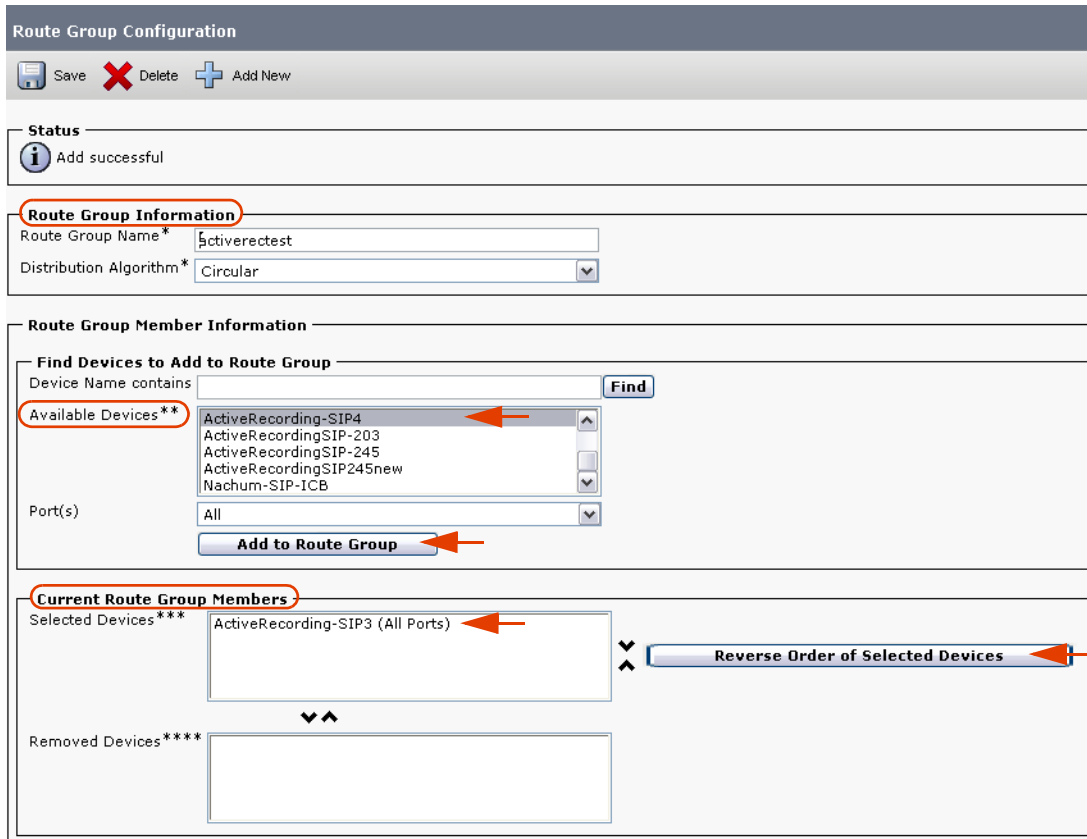 Route Group Configuration
Save Delete Add New
Status
Add successful
Route Group Information
Route Group Name* activerectest
Distribution Algorithm* Circular
Route Group Member Information
Find Devices to Add to Route Group
Device Name contains Find
Available Devices** ActiveRecording-SIP4
ActiveRecordingSIP-203
ActiveRecordingSIP-245
ActiveRecordingSIP245new
Nachum-SIP-ICB
Port(s) All
Add to Route Group
Current Route Group Members
Selected Devices*** ActiveRecording-SIP3 (All Ports)
Reverse Order of Selected Devices
Removed Devices****